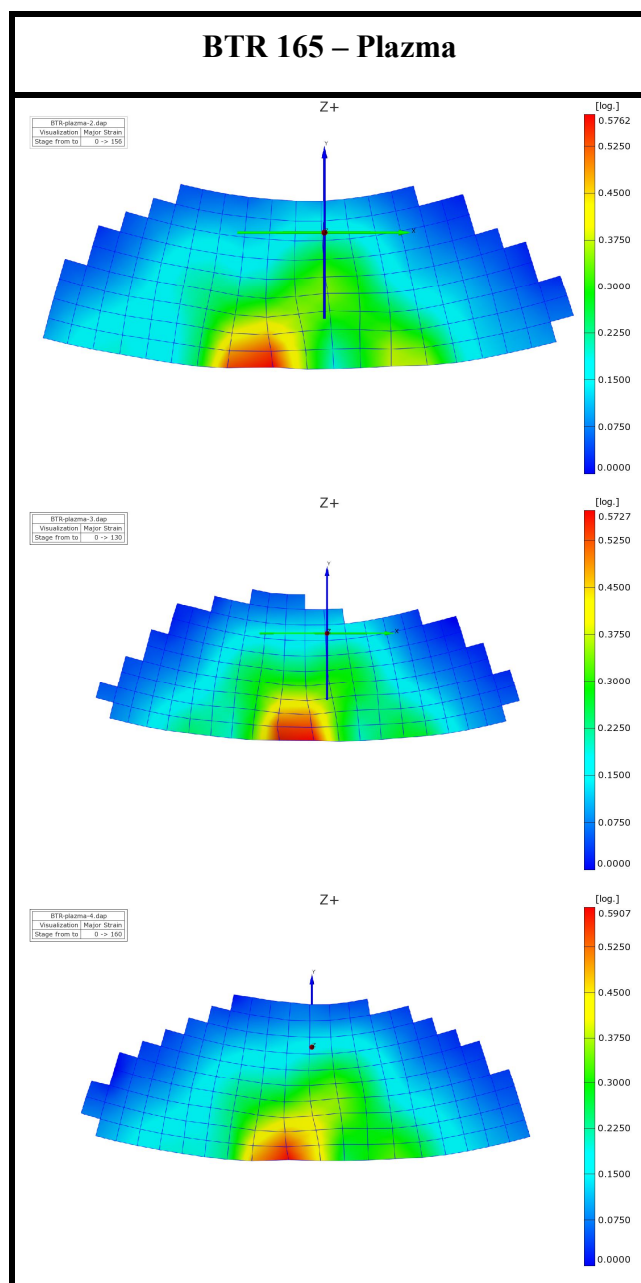 BTR 165 – Plazma
Z+
BTR-plazma-2.dap
Visualization Major Strain
Stage from to 0 -> 156
Y
X
[log.]
0.5762
0.5250
0.4500
0.3750
0.3000
0.2250
0.1500
0.0750
0.0000
Z+
BTR-plazma-3.dap
Visualization Major Strain
Stage from to 0 -> 130
Y
X
[log.]
0.5727
0.5250
0.4500
0.3750
0.3000
0.2250
0.1500
0.0750
0.0000
Z+
BTR-plazma-4.dap
Visualization Major Strain
Stage from to 0 -> 160
Y
[log.]
0.5907
0.5250
0.4500
0.3750
0.3000
0.2250
0.1500
0.0750
0.0000